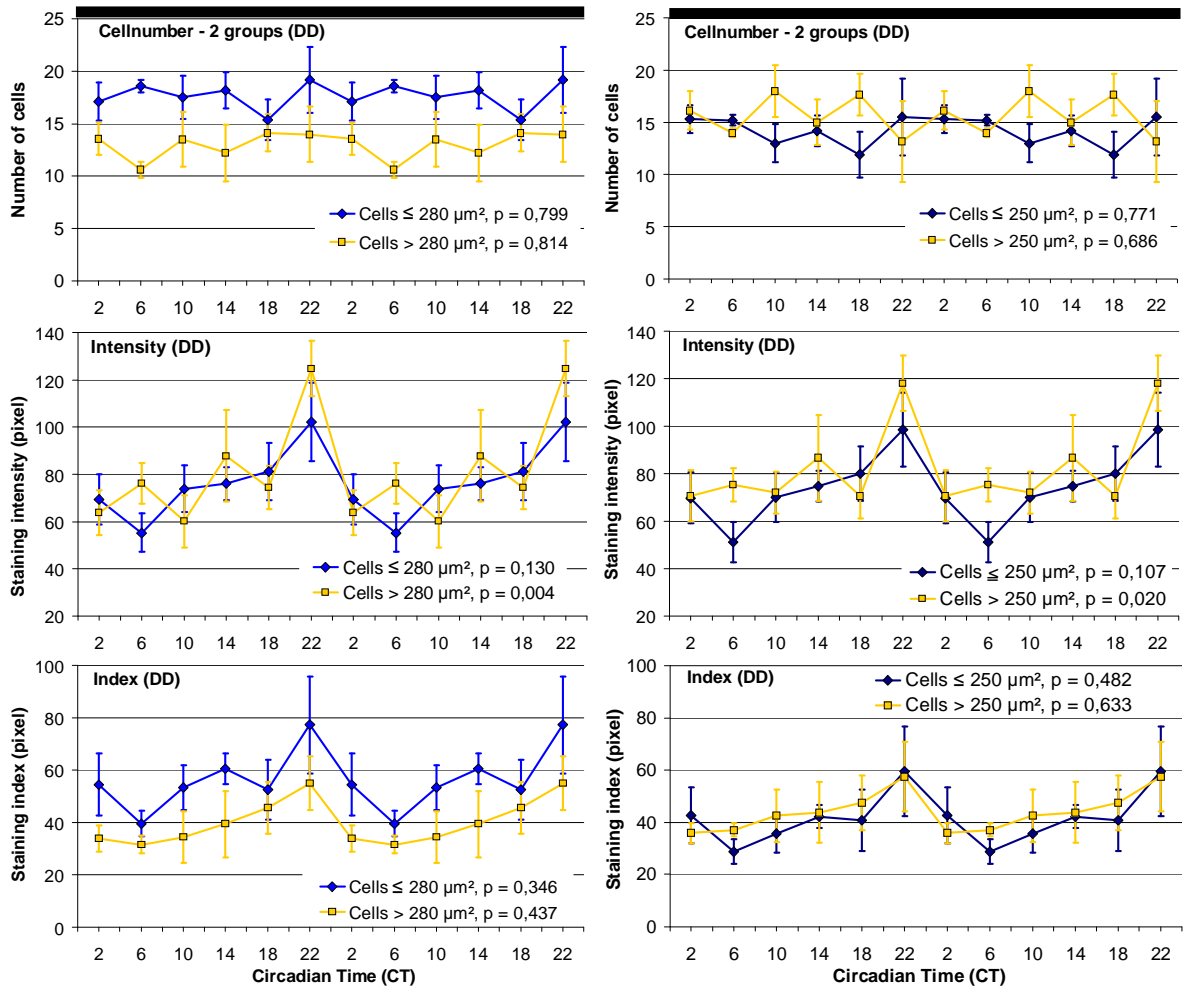 Cellnumber - 2 groups (DD)
Number of cells
25
20
15
10
5
0
Cells ≤ 280 µm², p = 0,799
Cells > 280 µm², p = 0,814
2 6 10 14 18 22 2 6 10 14 18 22
Cellnumber - 2 groups (DD)
Number of cells
25
20
15
10
5
0
Cells ≤ 250 µm², p = 0,771
Cells > 250 µm², p = 0,686
2 6 10 14 18 22 2 6 10 14 18 22
Intensity (DD)
Staining intensity (pixel)
140
120
100
80
60
40
20
Cells ≤ 280 µm², p = 0,130
Cells > 280 µm², p = 0,004
2 6 10 14 18 22 2 6 10 14 18 22
Intensity (DD)
Staining intensity (pixel)
140
120
100
80
60
40
20
Cells ≦ 250 µm², p = 0,107
Cells > 250 µm², p = 0,020
2 6 10 14 18 22 2 6 10 14 18 22
Index (DD)
Staining index (pixel)
100
80
60
40
20
0
Cells ≤ 280 µm², p = 0,346
Cells > 280 µm², p = 0,437
2 6 10 14 18 22 2 6 10 14 18 22
Circadian Time (CT)
Index (DD)
Staining index (pixel)
100
80
60
40
20
0
Cells ≤ 250 µm², p = 0,482
Cells > 250 µm², p = 0,633
2 6 10 14 18 22 2 6 10 14 18 22
Circadian Time (CT)